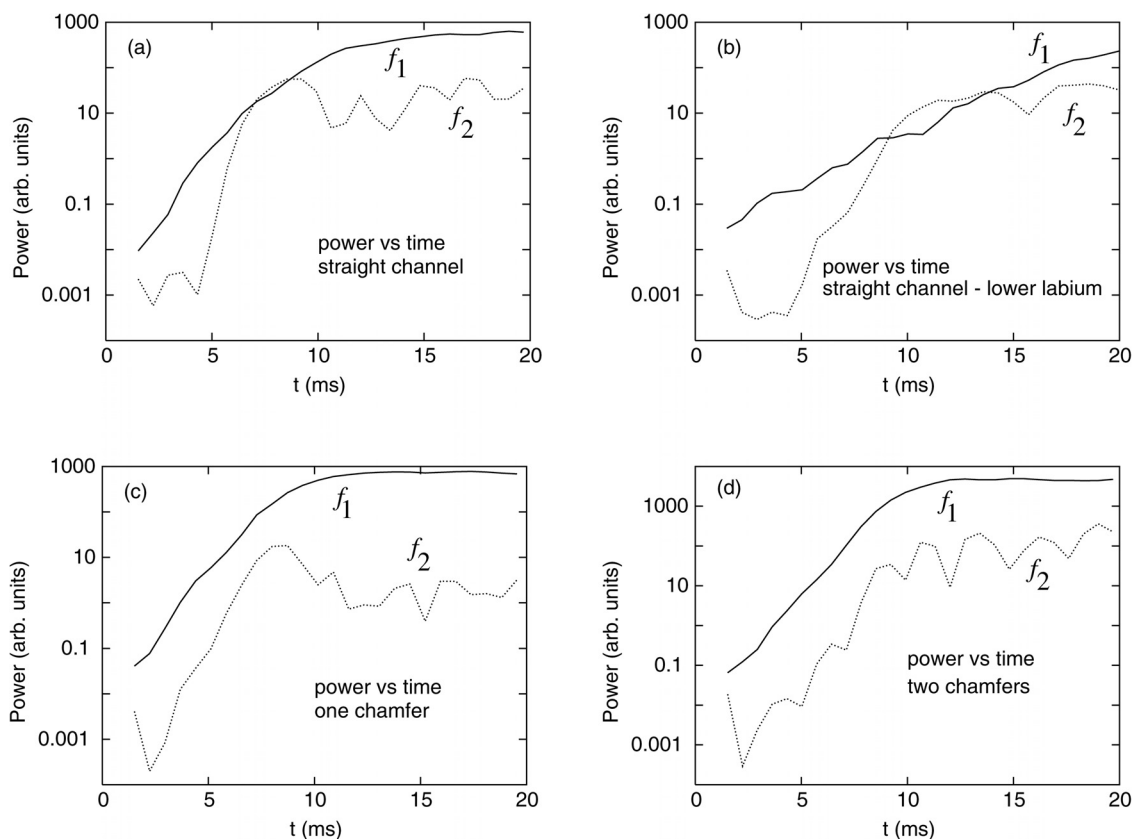 (a)
1000
10
0.1
0.001
Power (arb. units)
f1
f2
power vs time
straight channel
0 5 10 15 20
t (ms)
(b)
1000
10
0.1
0.001
Power (arb. units)
f1
f2
power vs time
straight channel - lower labium
0 5 10 15 20
t (ms)
(c)
1000
10
0.1
0.001
Power (arb. units)
f1
f2
power vs time
one chamfer
0 5 10 15 20
t (ms)
(d)
1000
10
0.1
0.001
Power (arb. units)
f1
f2
power vs time
two chamfers
0 5 10 15 20
t (ms)